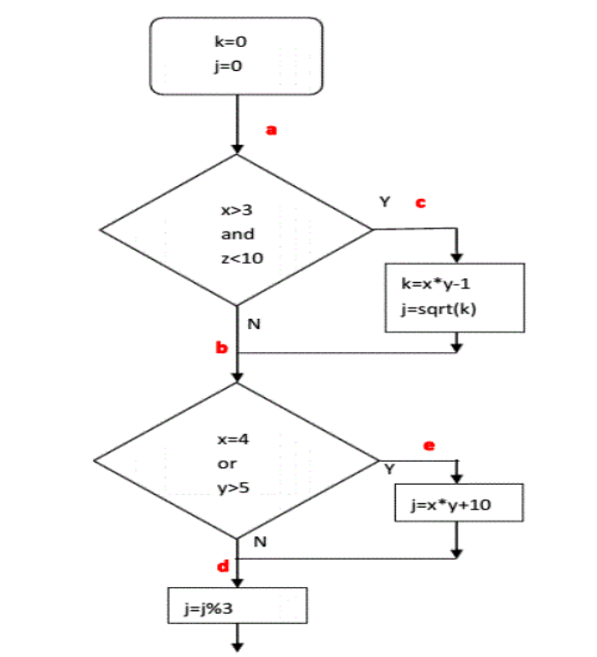 k=0
j=0
a
x>3
and
z<10
Y
c
k=x*y-1
j=sqrt(k)
N
b
x=4
or
y>5
e
Y
j=x*y+10
N
d
j=j%3